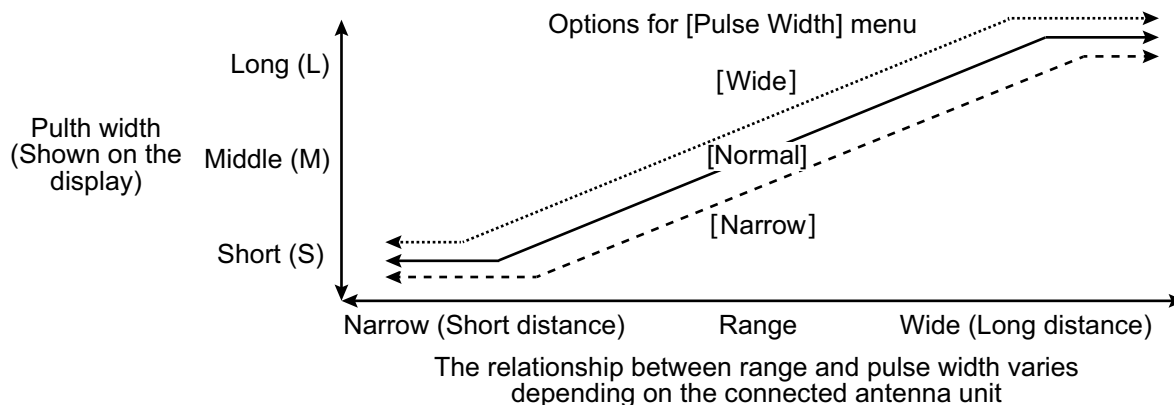 Options for [Pulse Width] menu
Long (L)
[Wide]
Pulth width
(Shown on the
display)
Middle (M)
[Normal]
[Narrow]
Short (S)
Narrow (Short distance)
Range
Wide (Long distance)
The relationship between range and pulse width varies
depending on the connected antenna unit